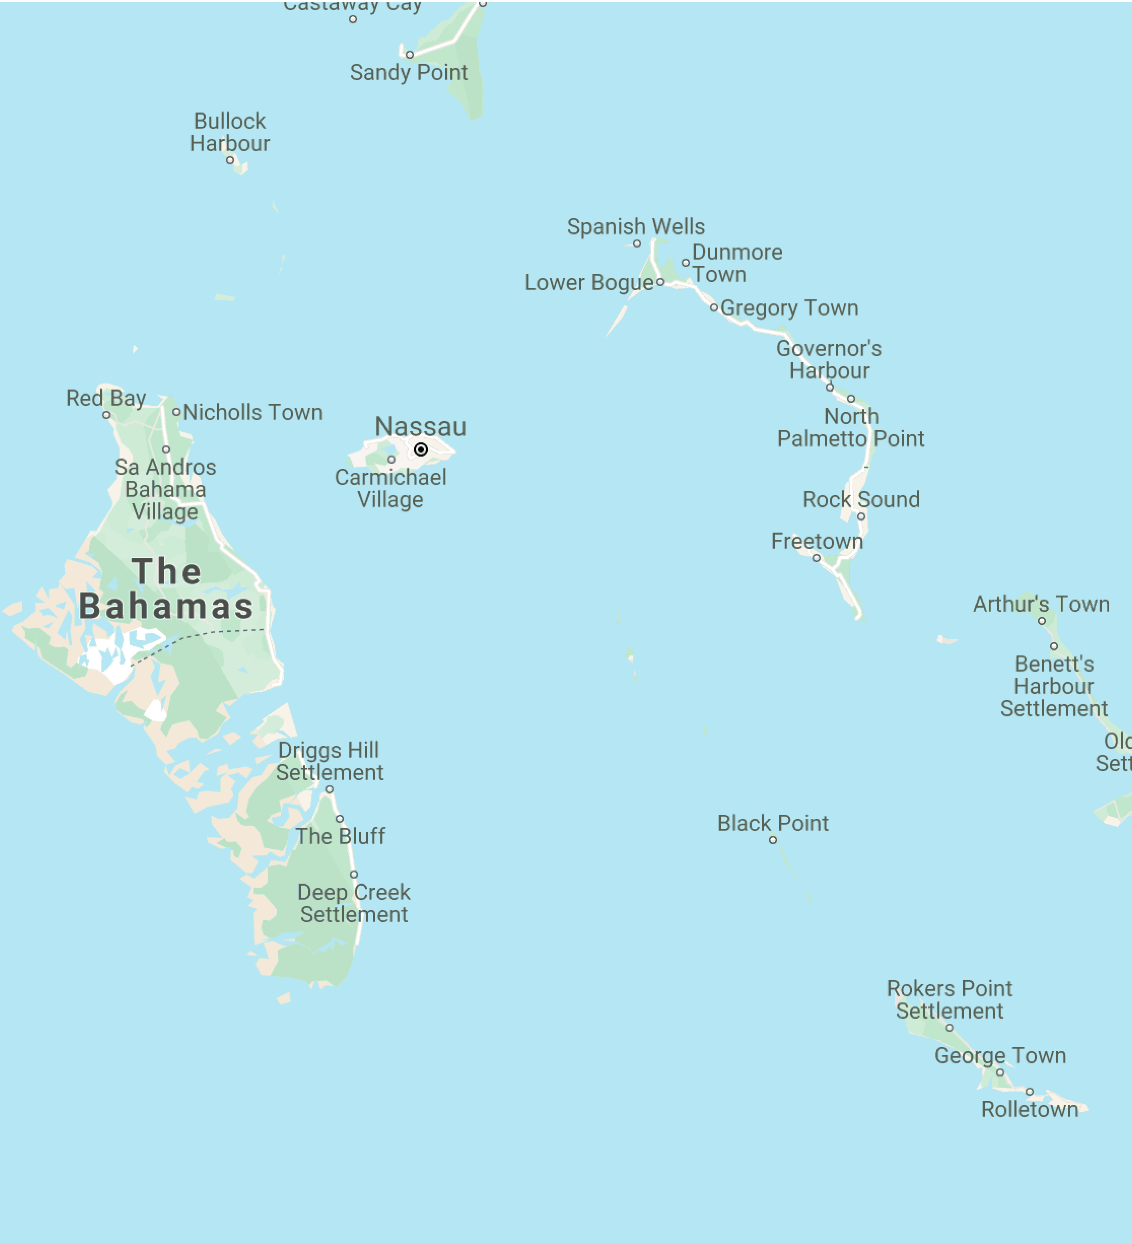 Castaway Cay
Sandy Point
Bullock
Harbour
Spanish Wells
Dunmore
Town
Lower Bogue
Gregory Town
Governor's
Harbour
North
Palmetto Point
Red Bay
Nicholls Town
Nassau
Sa Andros
Bahama
Village
Carmichael
Village
Rock Sound
Freetown
The
Bahamas
Arthur's Town
Benett's
Harbour
Settlement
Driggs Hill
Settlement
The Bluff
Black Point
Deep Creek
Settlement
Rokers Point
Settlement
George Town
Rolletown